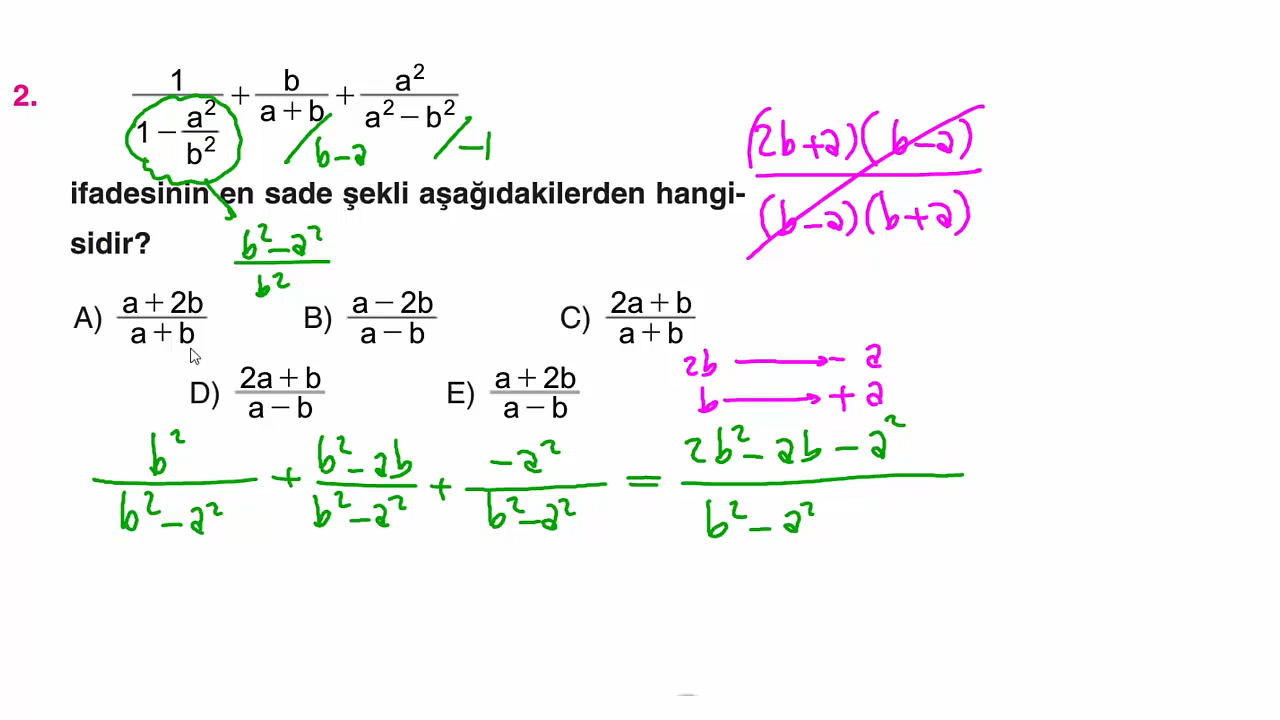 2. 1/(1 − a²/b²) + b/(a + b) + a²/(a² − b²)
/b−a /−1
ifadesinin en sade şekli aşağıdakilerden hangi-
sidir?
(b²−a²)/b²
(2b+a)(b−a)/(b−a)(b+a)
A) (a + 2b)/(a + b) B) (a − 2b)/(a − b) C) (2a + b)/(a + b)
D) (2a + b)/(a − b) E) (a + 2b)/(a − b)
2b → − a
b → + a
b²/(b²−a²) + (b²−ab)/(b²−a²) + −a²/(b²−a²) = (2b²−ab−a²)/(b²−a²)